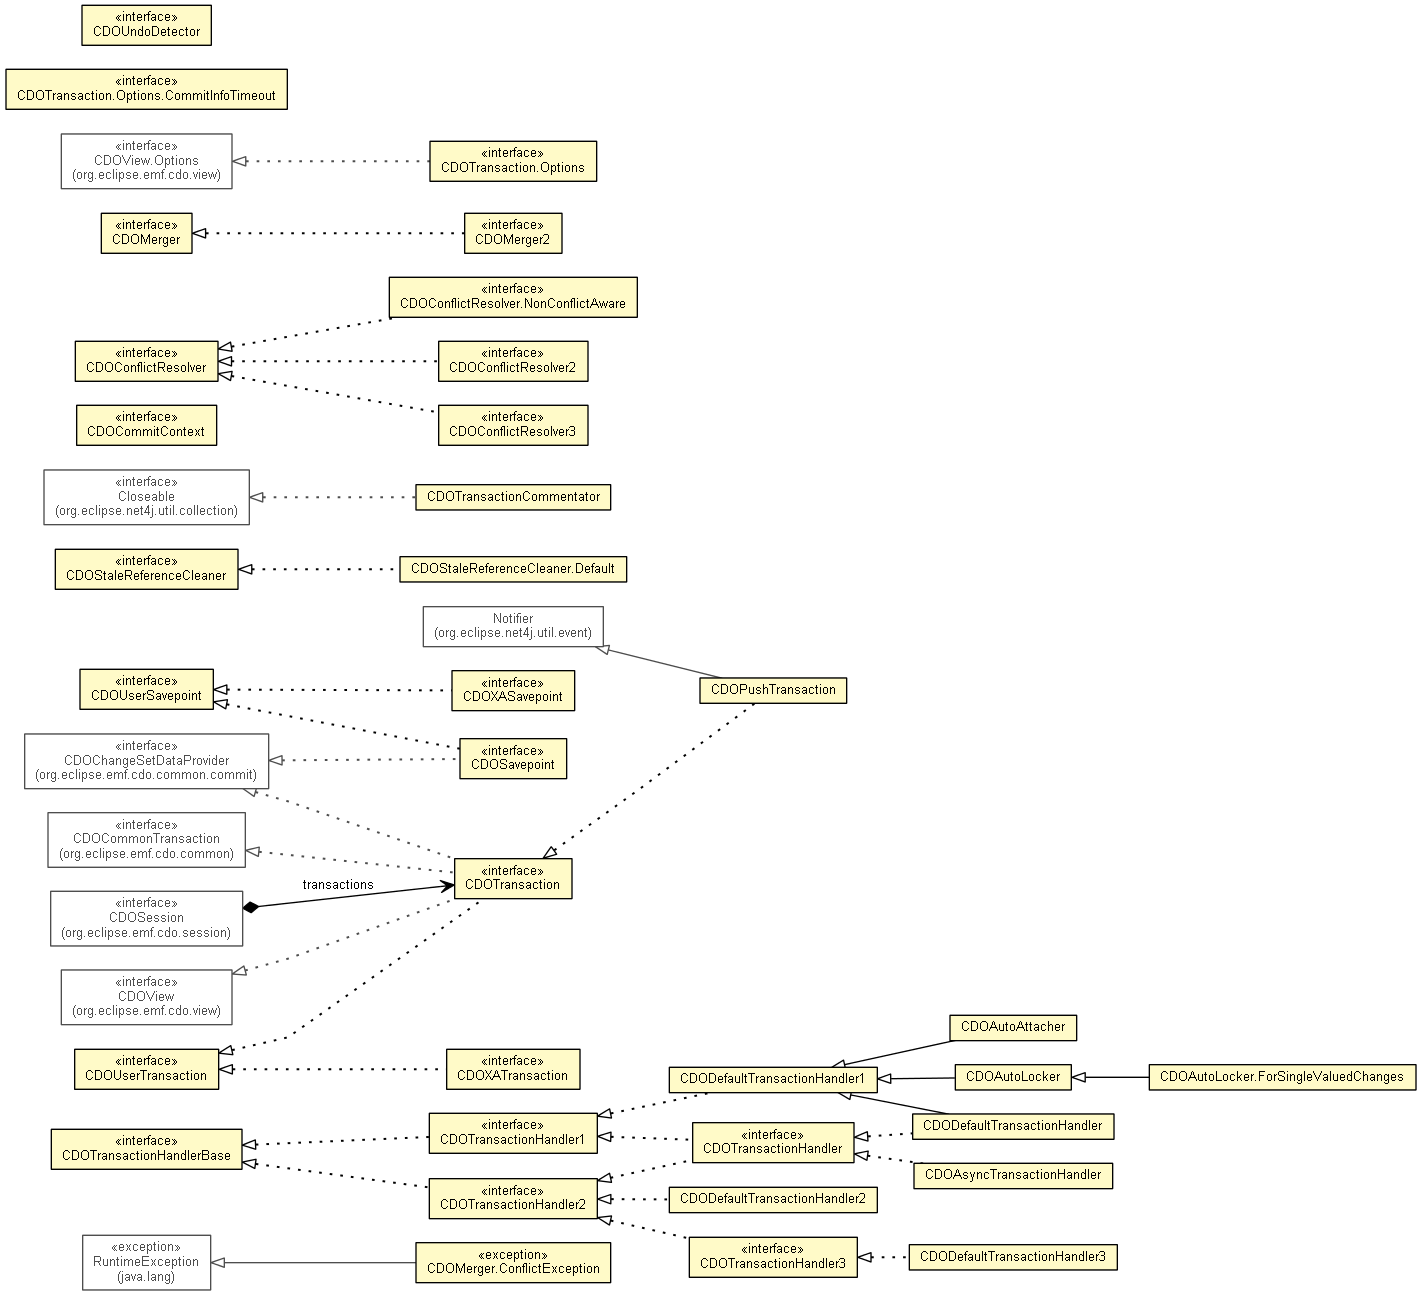 «interface»
CDOUndoDetector
«interface»
CDOTransaction.Options.CommitInfoTimeout
«interface»
CDOView.Options
(org.eclipse.emf.cdo.view)
«interface»
CDOTransaction.Options
«interface»
CDOMerger
«interface»
CDOMerger2
«interface»
CDOConflictResolver.NonConflictAware
«interface»
CDOConflictResolver
«interface»
CDOConflictResolver2
«interface»
CDOCommitContext
«interface»
CDOConflictResolver3
«interface»
Closeable
(org.eclipse.net4j.util.collection)
CDOTransactionCommentator
«interface»
CDOStaleReferenceCleaner
CDOStaleReferenceCleaner.Default
Notifier
(org.eclipse.net4j.util.event)
«interface»
CDOUserSavepoint
«interface»
CDOXASavepoint
CDOPushTransaction
«interface»
CDOChangeSetDataProvider
(org.eclipse.emf.cdo.common.commit)
«interface»
CDOSavepoint
«interface»
CDOCommonTransaction
(org.eclipse.emf.cdo.common)
«interface»
CDOTransaction
transactions
«interface»
CDOSession
(org.eclipse.emf.cdo.session)
«interface»
CDOView
(org.eclipse.emf.cdo.view)
CDOAutoAttacher
«interface»
CDOUserTransaction
«interface»
CDOXATransaction
CDODefaultTransactionHandler1
CDOAutoLocker
CDOAutoLocker.ForSingleValuedChanges
«interface»
CDOTransactionHandlerBase
«interface»
CDOTransactionHandler1
«interface»
CDOTransactionHandler
CDODefaultTransactionHandler
CDOAsyncTransactionHandler
«interface»
CDOTransactionHandler2
CDODefaultTransactionHandler2
«interface»
CDOTransactionHandler3
CDODefaultTransactionHandler3
«exception»
RuntimeException
(java.lang)
«exception»
CDOMerger.ConflictException